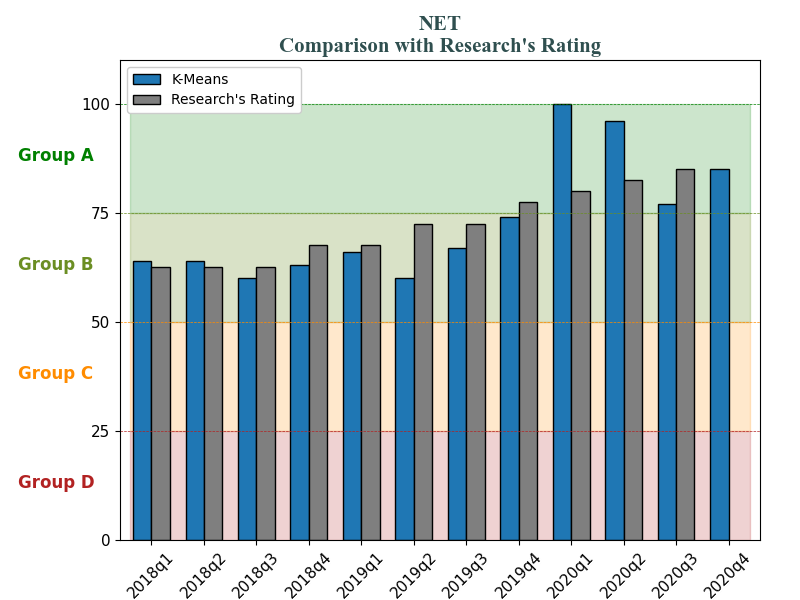 NET
Comparison with Research's Rating
K-Means
Research's Rating
100
Group A
75
Group B
50
Group C
25
Group D
0
2018q1
2018q2
2018q3
2018q4
2019q1
2019q2
2019q3
2019q4
2020q1
2020q2
2020q3
2020q4